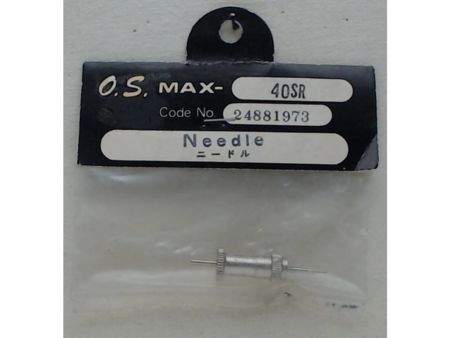 O.S. MAX- 40SR
Code No. 24881973
Needle
ニードル